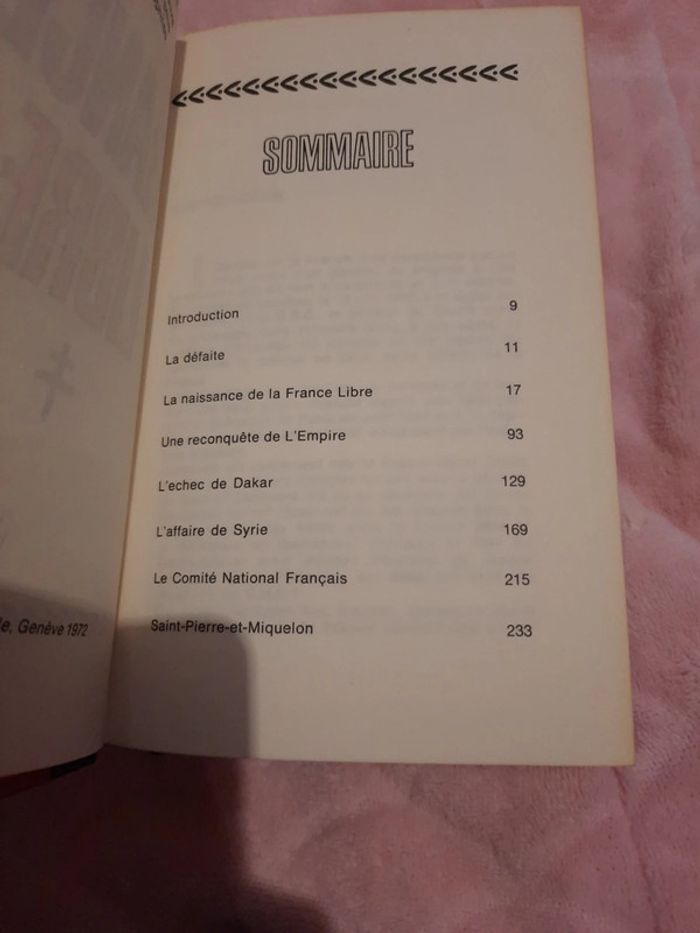 SOMMAIRE
Introduction 9
La défaite 11
La naissance de la France Libre 17
Une reconquête de L'Empire 93
L'echec de Dakar 129
L'affaire de Syrie 169
Le Comité National Français 215
Saint-Pierre-et-Miquelon 233
Genève 1972